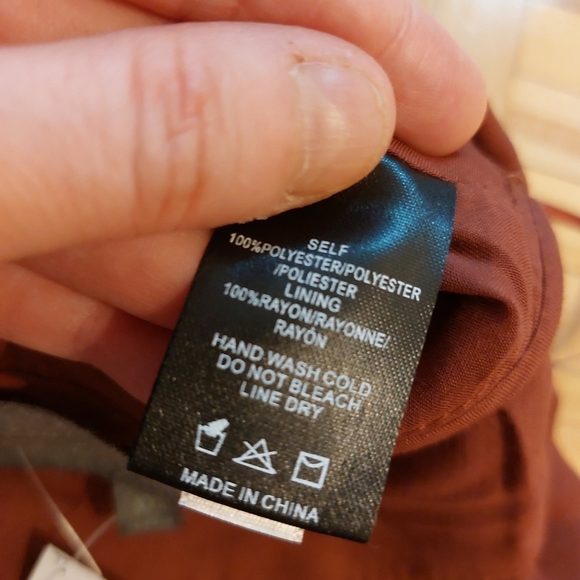 SELF
100%POLYESTER/POLYESTER
/POLIESTER
LINING
100%RAYON/RAYONNE/
RAYÓN
HAND WASH COLD
DO NOT BLEACH
LINE DRY
MADE IN CHINA